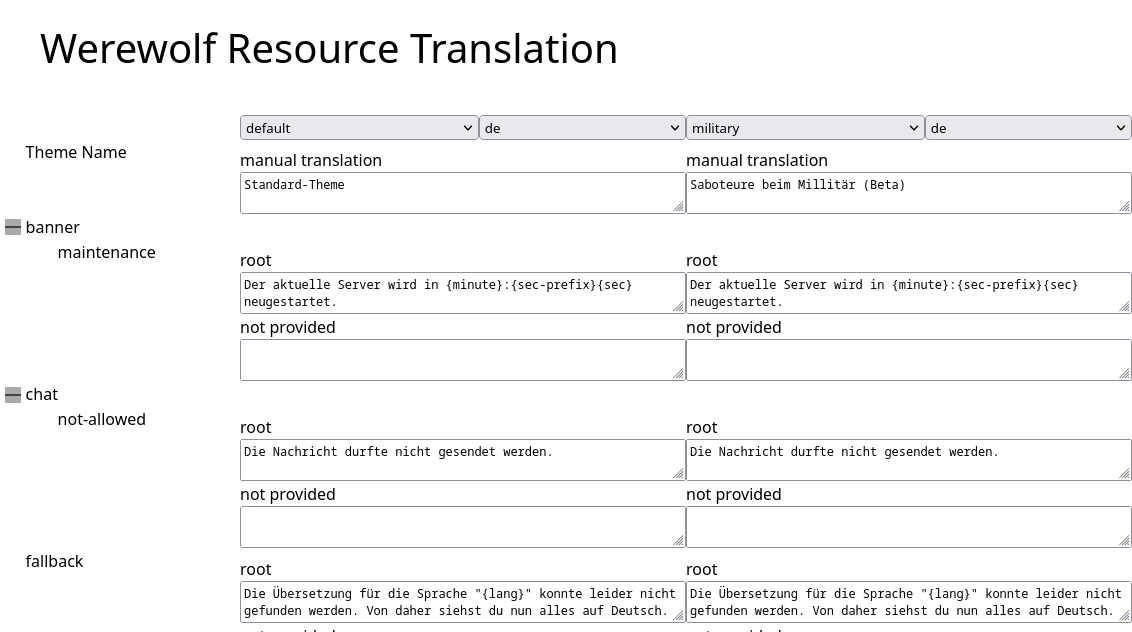 Werewolf Resource Translation
default de military de
Theme Name
manual translation manual translation
Standard-Theme Saboteure beim Millitär (Beta)
banner
maintenance
root root
Der aktuelle Server wird in {minute}:{sec-prefix}{sec} Der aktuelle Server wird in {minute}:{sec-prefix}{sec}
neugestartet. neugestartet.
not provided not provided
chat
not-allowed
root root
Die Nachricht durfte nicht gesendet werden. Die Nachricht durfte nicht gesendet werden.
not provided not provided
fallback
root root
Die Übersetzung für die Sprache "{lang}" konnte leider nicht Die Übersetzung für die Sprache "{lang}" konnte leider nicht
gefunden werden. Von daher siehst du nun alles auf Deutsch. gefunden werden. Von daher siehst du nun alles auf Deutsch.